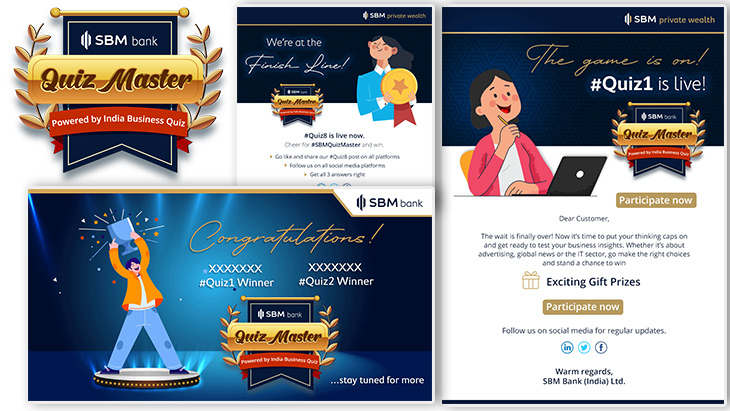 SBM bank
Quiz Master
Powered by India Business Quiz
SBM private wealth
We're at the
Finish Line!
SBM bank
Quiz Master
Powered by India Business Quiz
#Quiz8 is live now.
Cheer for #SBMQuizMaster and win.
Go like and share our #Quiz8 post on all platforms
Follow us on all social media platforms
Get all 3 answers right
SBM bank
Congratulations!
XXXXXXX XXXXXXX
#Quiz1 Winner #Quiz2 Winner
SBM bank
Quiz Master
Powered by India Business Quiz
...stay tuned for more
SBM private wealth
The game is on!
#Quiz1 is live!
SBM bank
Quiz Master
Powered by India Business Quiz
Participate now
Dear Customer,
The wait is finally over! Now it's time to put your thinking caps on
and get ready to test your business insights. Whether it's about
advertising, global news or the IT sector, go make the right choices
and stand a chance to win
Exciting Gift Prizes
Participate now
Follow us on social media for regular updates.
in
f
Warm regards,
SBM Bank (India) Ltd.